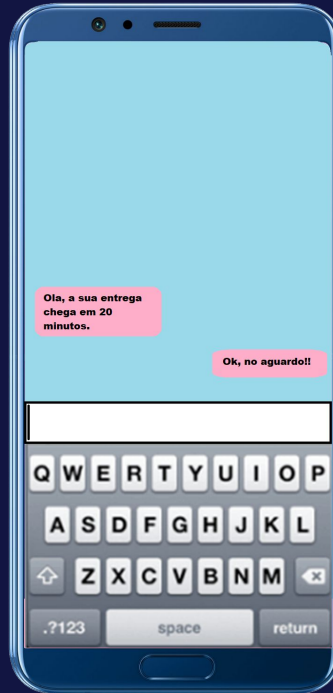 Ola, a sua entrega
chega em 20
minutos.
Ok, no aguardo!!
Q W E R T Y U I O P
A S D F G H J K L
Z X C V B N M
.?123 space return